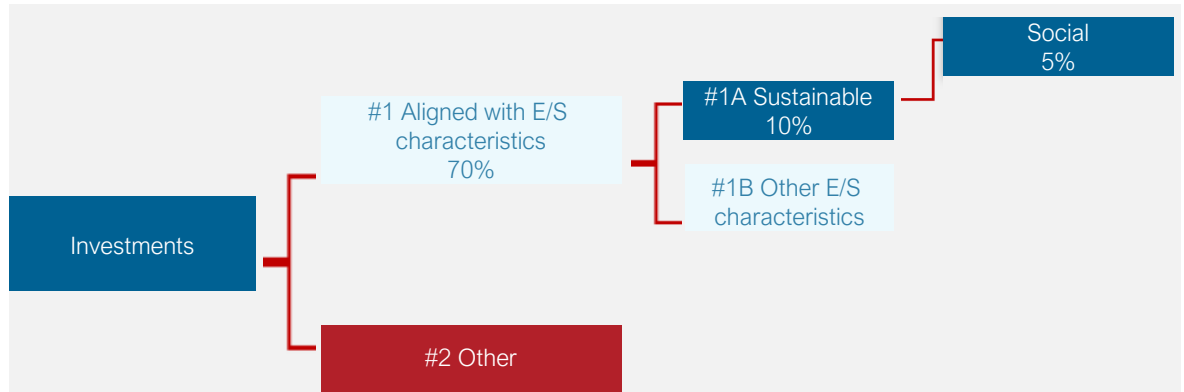 Social
5%
#1A Sustainable
10%
#1 Aligned with E/S
characteristics
70%
#1B Other E/S
characteristics
Investments
#2 Other